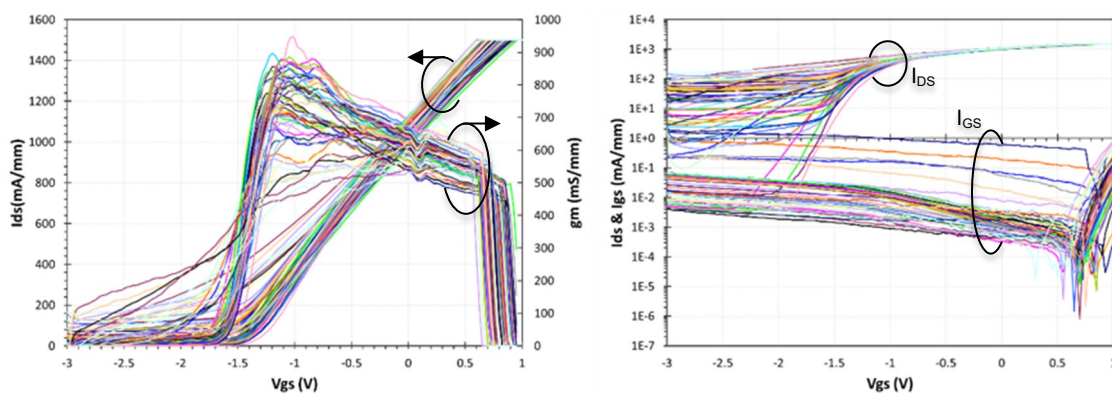 1600
1400
1200
1000
800
600
400
200
0
Ids(mA/mm)
-3
-2.5
-2
-1.5
-1
-0.5
0
0.5
1
Vgs (V)
1000
900
800
700
600
500
400
300
200
100
0
gm (mS/mm)
1E+4
1E+3
1E+2
1E+1
1E+0
1E-1
1E-2
1E-3
1E-4
1E-5
1E-6
1E-7
Ids & Igs (mA/mm)
IDS
IGS
-3
-2.5
-2
-1.5
-1
-0.5
0
0.5
1
Vgs (V)